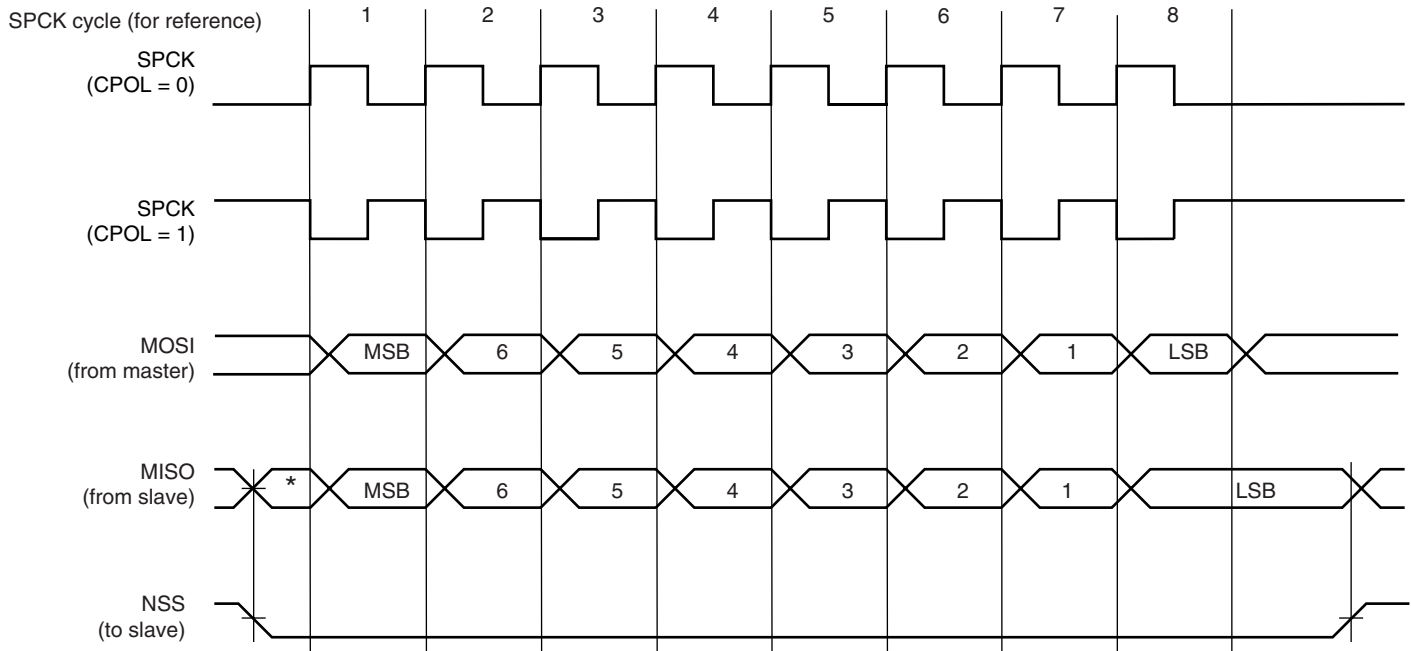 SPCK cycle (for reference) 1 2 3 4 5 6 7 8
SPCK
(CPOL = 0)
SPCK
(CPOL = 1)
MOSI
(from master)
MSB 6 5 4 3 2 1 LSB
MISO
(from slave)
* MSB 6 5 4 3 2 1 LSB
NSS
(to slave)